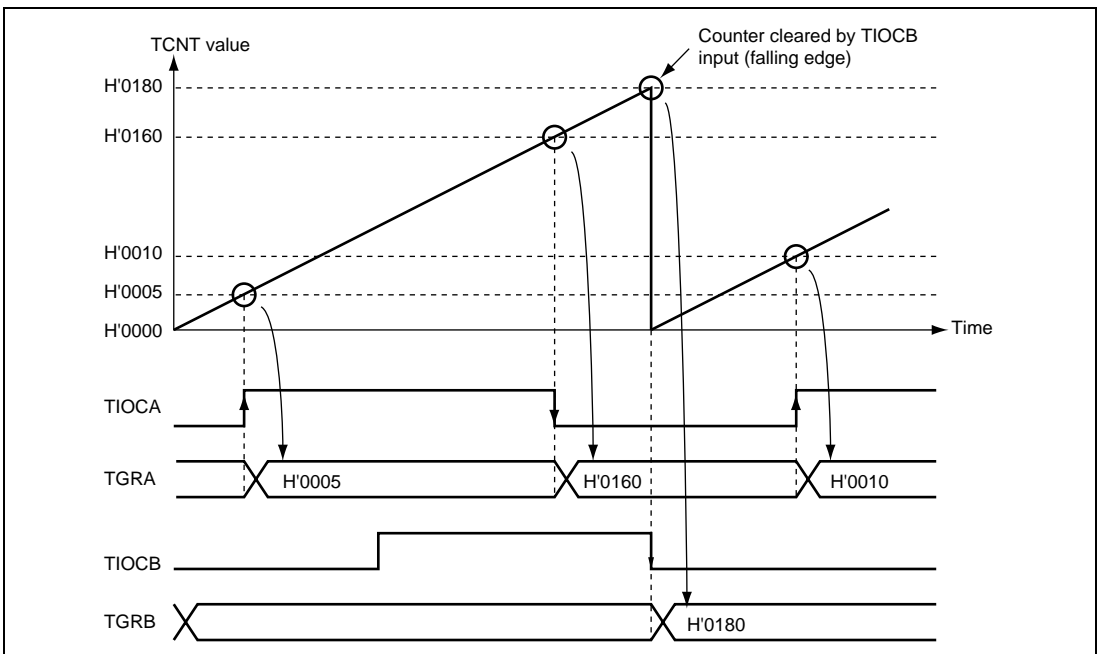 Counter cleared by TIOCB
input (falling edge)
TCNT value
H'0180
H'0160
H'0010
H'0005
H'0000
Time
TIOCA
TGRA
H'0005
H'0160
H'0010
TIOCB
TGRB
H'0180